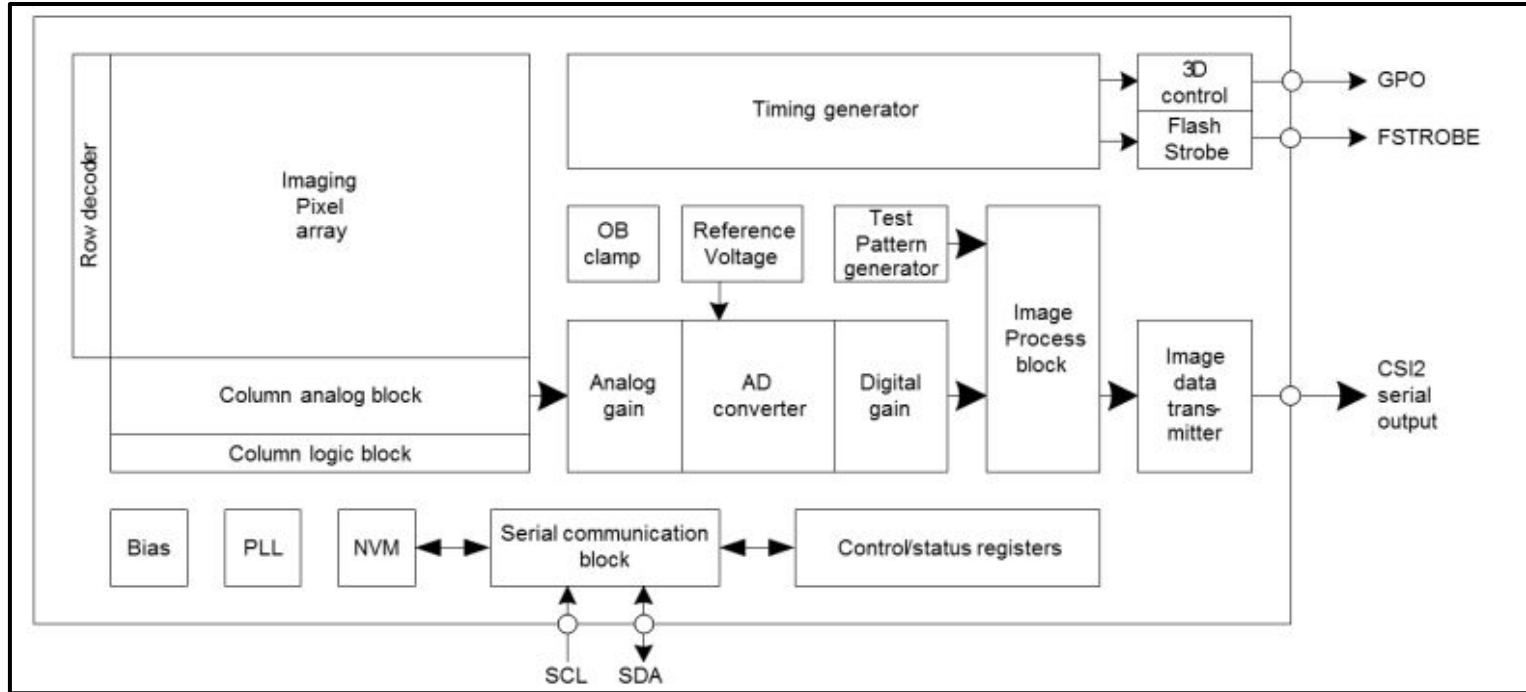 Row decoder
Imaging
Pixel
array
Column analog block
Column logic block
Timing generator
3D
control
Flash
Strobe
GPO
FSTROBE
OB
clamp
Reference
Voltage
Test
Pattern
generator
Analog
gain
AD
converter
Digital
gain
Image
Process
block
Image
data
trans-
mitter
CSI2
serial
output
Bias
PLL
NVM
Serial communication
block
Control/status registers
SCL
SDA